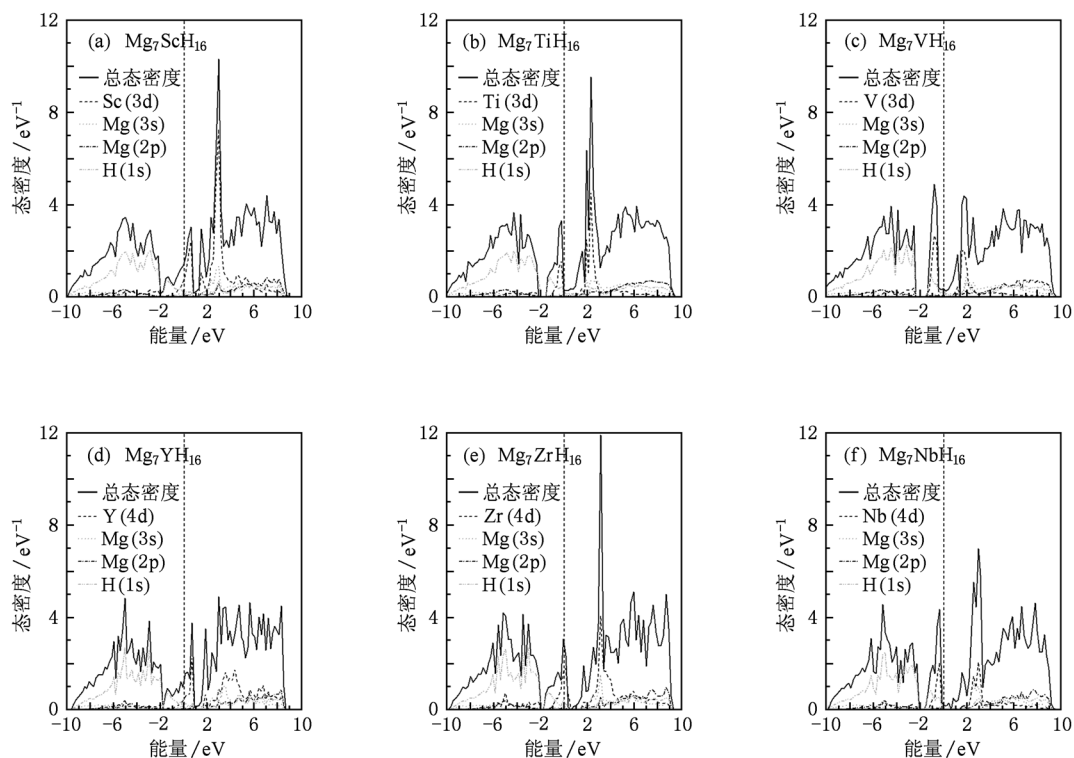 12
8
4
0
态密度/eV⁻¹
(a) Mg₇ScH₁₆
总态密度
Sc(3d)
Mg(3s)
Mg(2p)
H(1s)
−10 −6 −2 2 6 10
能量/eV
12
8
4
0
态密度/eV⁻¹
(b) Mg₇TiH₁₆
总态密度
Ti(3d)
Mg(3s)
Mg(2p)
H(1s)
−10 −6 −2 2 6 10
能量/eV
12
8
4
0
态密度/eV⁻¹
(c) Mg₇VH₁₆
总态密度
V(3d)
Mg(3s)
Mg(2p)
H(1s)
−10 −6 −2 2 6 10
能量/eV
12
8
4
0
态密度/eV⁻¹
(d) Mg₇YH₁₆
总态密度
Y(4d)
Mg(3s)
Mg(2p)
H(1s)
−10 −6 −2 2 6 10
能量/eV
12
8
4
0
态密度/eV⁻¹
(e) Mg₇ZrH₁₆
总态密度
Zr(4d)
Mg(3s)
Mg(2p)
H(1s)
−10 −6 −2 2 6 10
能量/eV
12
8
4
0
态密度/eV⁻¹
(f) Mg₇NbH₁₆
总态密度
Nb(4d)
Mg(3s)
Mg(2p)
H(1s)
−10 −6 −2 2 6 10
能量/eV